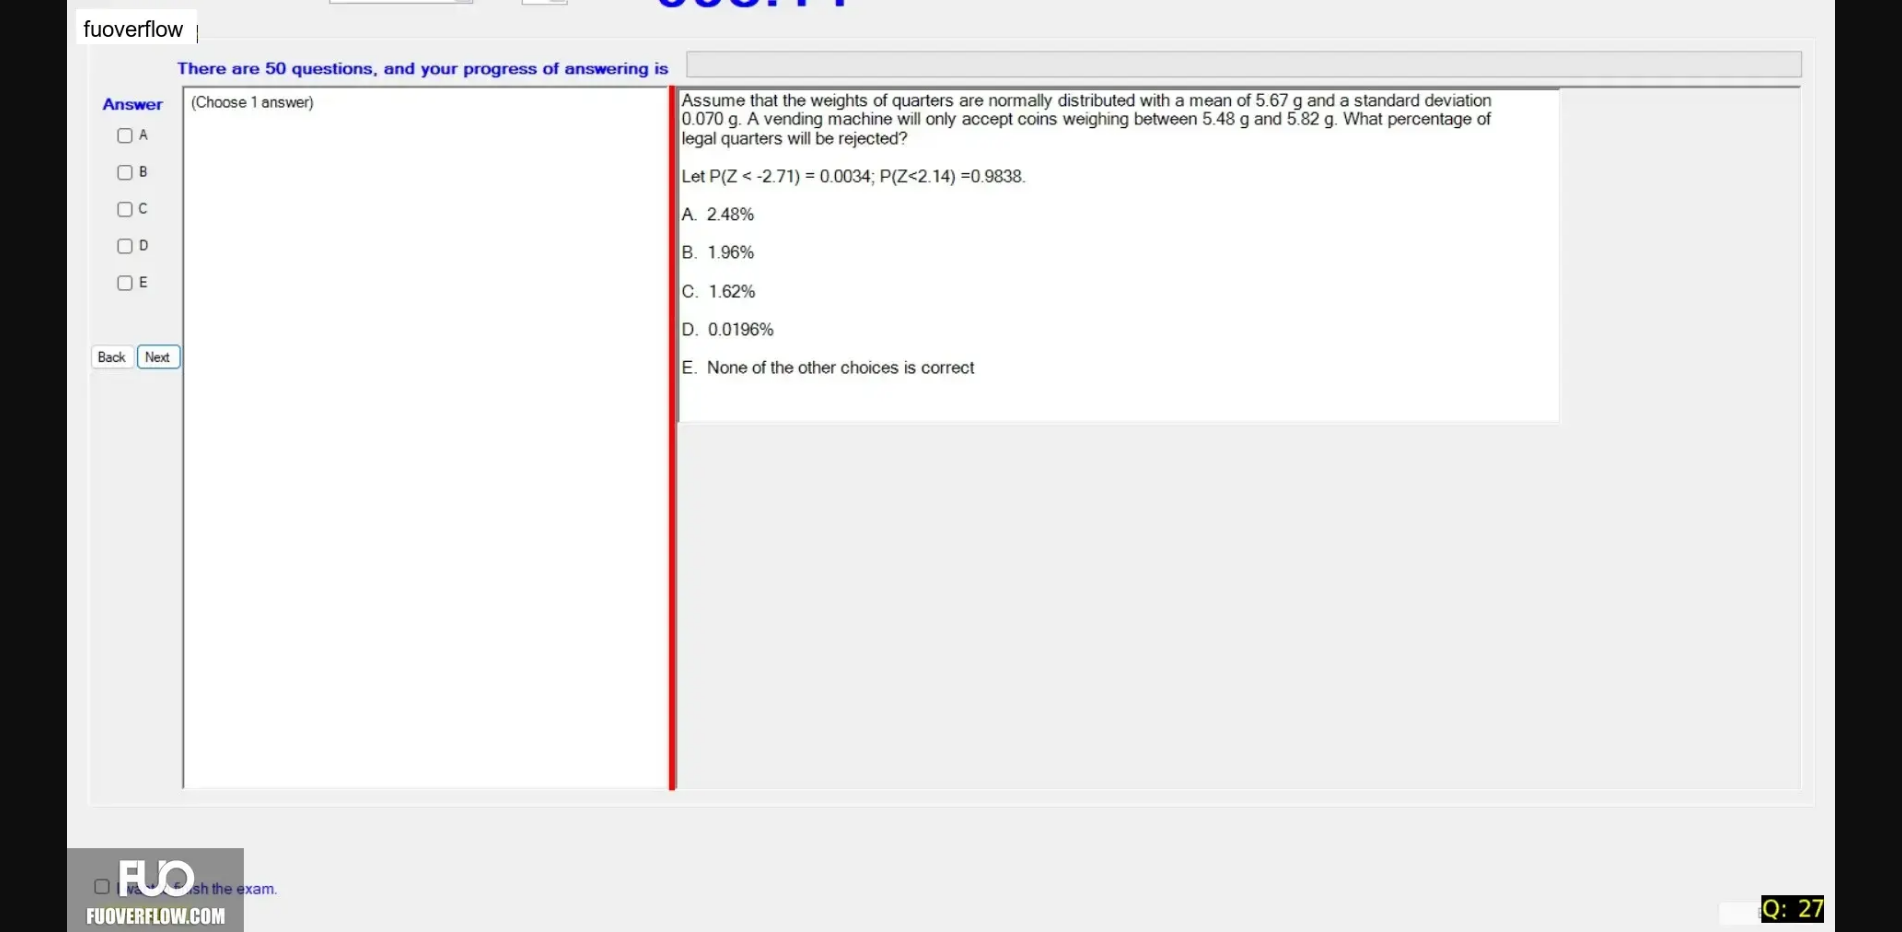 fuoverflow
There are 50 questions, and your progress of answering is
Answer
(Choose 1 answer)
A
B
C
D
E
Back Next
Assume that the weights of quarters are normally distributed with a mean of 5.67 g and a standard deviation
0.070 g. A vending machine will only accept coins weighing between 5.48 g and 5.82 g. What percentage of
legal quarters will be rejected?
Let P(Z < -2.71) = 0.0034; P(Z<2.14) =0.9838.
A. 2.48%
B. 1.96%
C. 1.62%
D. 0.0196%
E. None of the other choices is correct
FUO
the exam.
FUOVERFLOW.COM
Q: 27